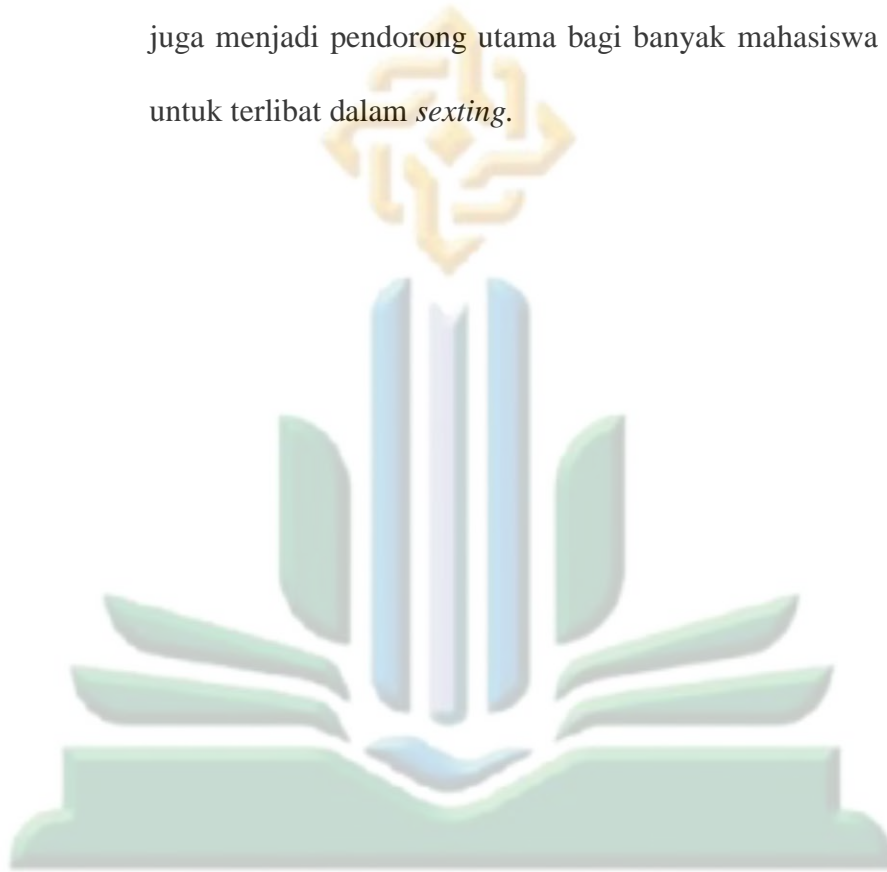 juga menjadi pendorong utama bagi banyak mahasiswa
untuk terlibat dalam sexting.